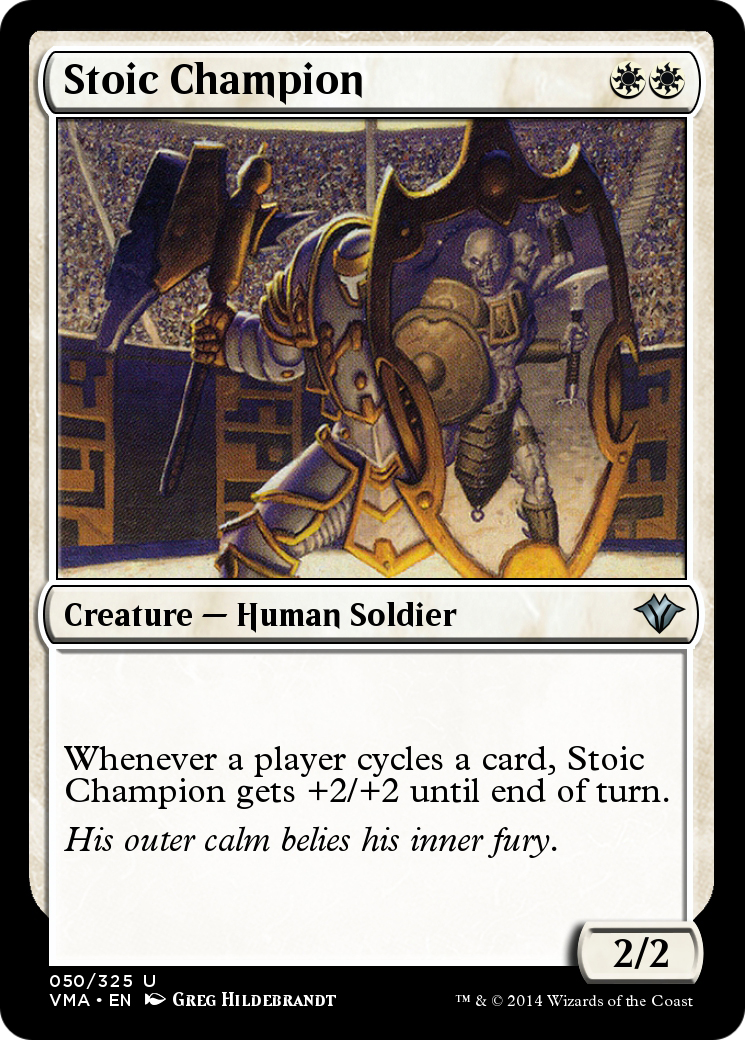 Stoic Champion
Creature — Human Soldier
Whenever a player cycles a card, Stoic
Champion gets +2/+2 until end of turn.
His outer calm belies his inner fury.
2/2
050/325 U
VMA • EN Greg Hildebrandt
™ & © 2014 Wizards of the Coast